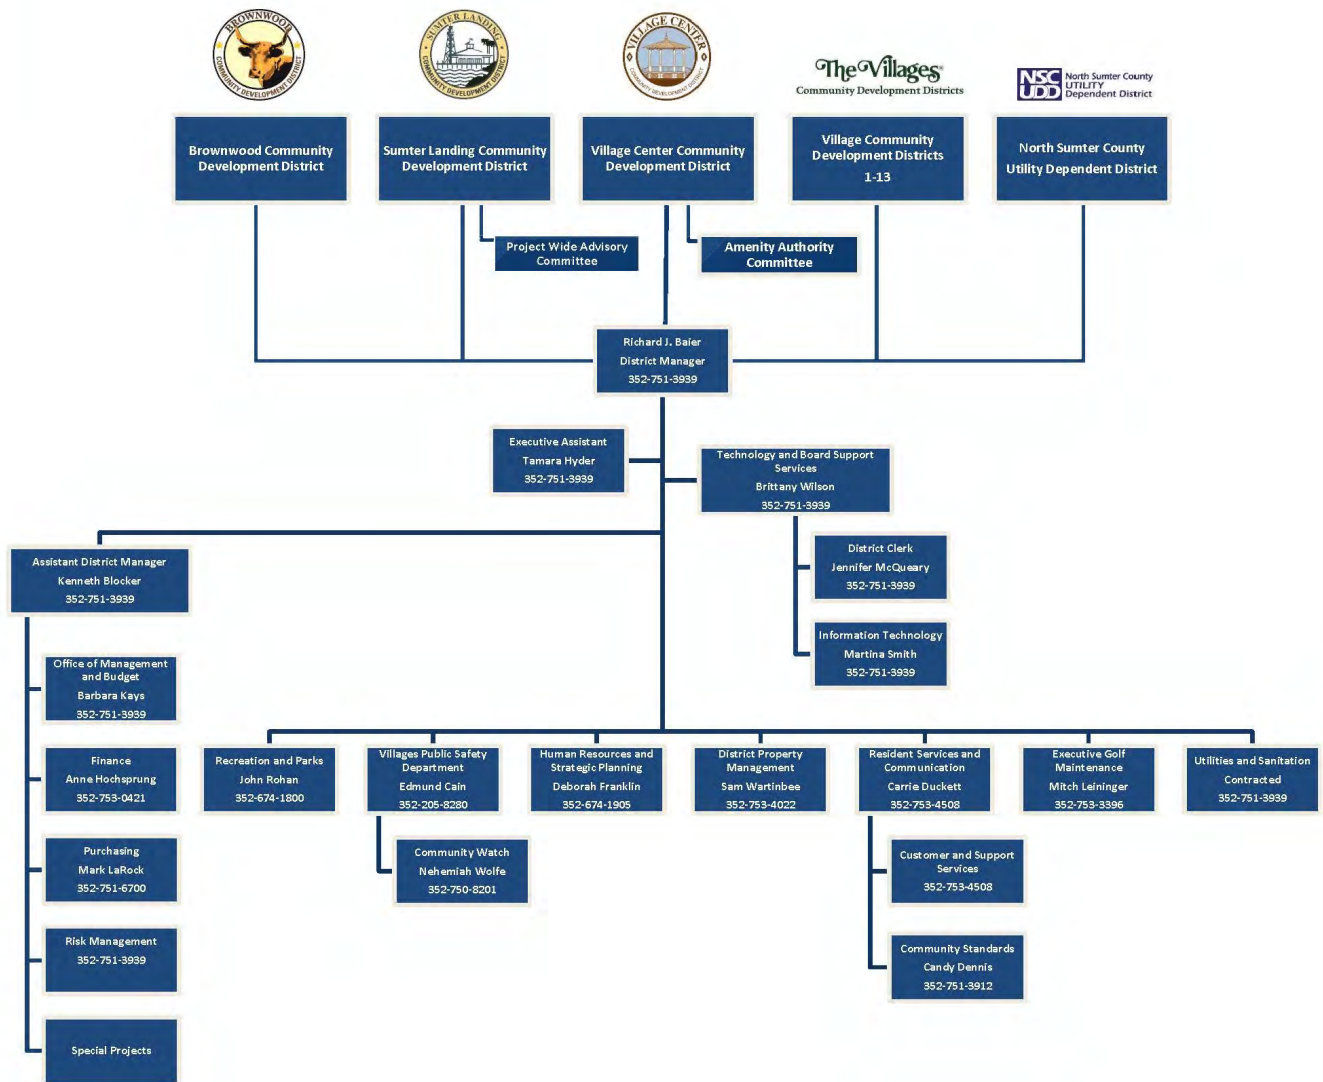 BROWNWOOD
COMMUNITY DEVELOPMENT DISTRICT
SUMTER LANDING
COMMUNITY DEVELOPMENT DISTRICT
VILLAGE CENTER
COMMUNITY DEVELOPMENT DISTRICT
The Villages®
Community Development Districts
NSC
UDD
North Sumter County
UTILITY
Dependent District
Brownwood Community
Development District
Sumter Landing Community
Development District
Village Center Community
Development District
Village Community
Development Districts
1-13
North Sumter County
Utility Dependent District
Project Wide Advisory
Committee
Amenity Authority
Committee
Richard J. Baier
District Manager
352-751-3939
Executive Assistant
Tamara Hyder
352-751-3939
Technology and Board Support
Services
Brittany Wilson
352-751-3939
District Clerk
Jennifer McQueary
352-751-3939
Information Technology
Martina Smith
352-751-3939
Assistant District Manager
Kenneth Blocker
352-751-3939
Office of Management
and Budget
Barbara Kays
352-751-3939
Finance
Anne Hochsprung
352-753-0421
Purchasing
Mark LaRock
352-751-6700
Risk Management
352-751-3939
Special Projects
Recreation and Parks
John Rohan
352-674-1800
Villages Public Safety
Department
Edmund Cain
352-205-8280
Community Watch
Nehemiah Wolfe
352-750-8201
Human Resources and
Strategic Planning
Deborah Franklin
352-674-1905
District Property
Management
Sam Wartinbee
352-753-4022
Resident Services and
Communication
Carrie Duckett
352-753-4508
Customer and Support
Services
352-753-4508
Community Standards
Candy Dennis
352-751-3912
Executive Golf
Maintenance
Mitch Leininger
352-753-3396
Utilities and Sanitation
Contracted
352-751-3939